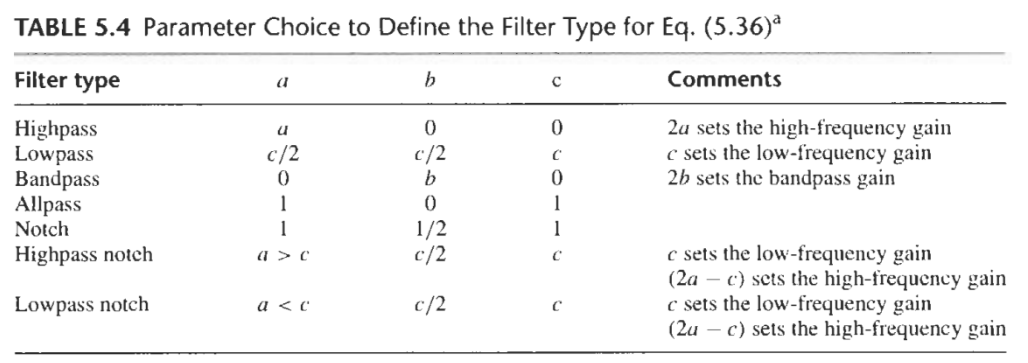 TABLE 5.4 Parameter Choice to Define the Filter Type for Eq. (5.36)ª
Filter type a b c Comments
Highpass a 0 0 2a sets the high-frequency gain
Lowpass c/2 c/2 c c sets the low-frequency gain
Bandpass 0 b 0 2b sets the bandpass gain
Allpass 1 0 1
Notch 1 1/2 1
Highpass notch a > c c/2 c c sets the low-frequency gain
(2a − c) sets the high-frequency gain
Lowpass notch a < c c/2 c c sets the low-frequency gain
(2a − c) sets the high-frequency gain